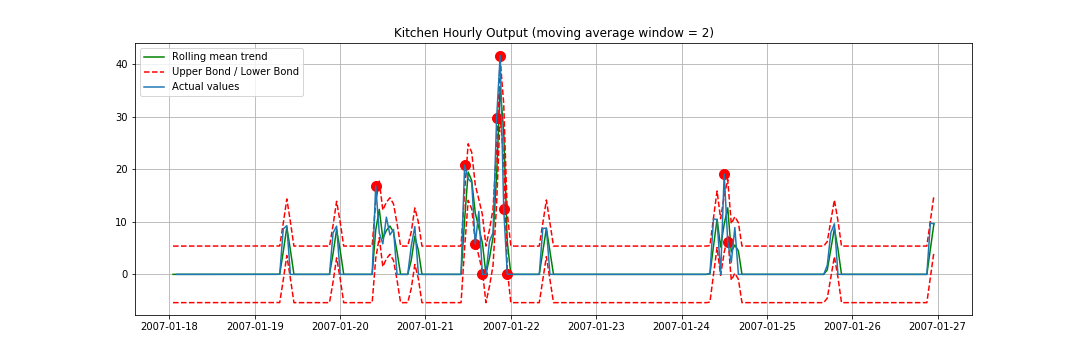 Kitchen Hourly Output (moving average window = 2)
Rolling mean trend
Upper Bond / Lower Bond
Actual values
40
30
20
10
0
2007-01-18 2007-01-19 2007-01-20 2007-01-21 2007-01-22 2007-01-23 2007-01-24 2007-01-25 2007-01-26 2007-01-27